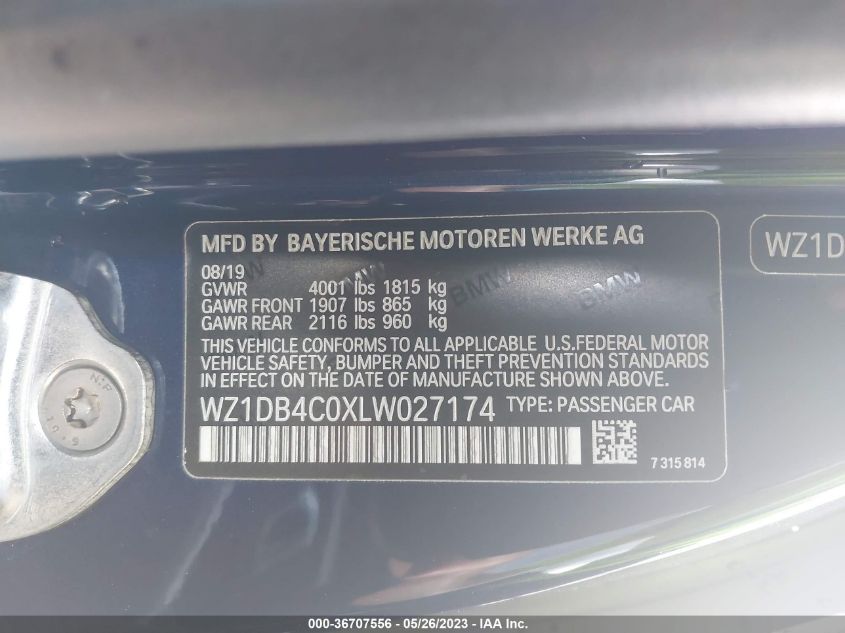 MFD BY BAYERISCHE MOTOREN WERKE AG
WZ1D
08/19
GVWR 4001 lbs 1815 kg
GAWR FRONT 1907 lbs 865 kg
GAWR REAR 2116 lbs 960 kg
BMW BMW BMW
THIS VEHICLE CONFORMS TO ALL APPLICABLE U.S.FEDERAL MOTOR
VEHICLE SAFETY, BUMPER AND THEFT PREVENTION STANDARDS
IN EFFECT ON THE DATE OF MANUFACTURE SHOWN ABOVE.
WZ1DB4C0XLW027174 TYPE: PASSENGER CAR
7 315 814
000-36707556 - 05/26/2023 - IAA Inc.